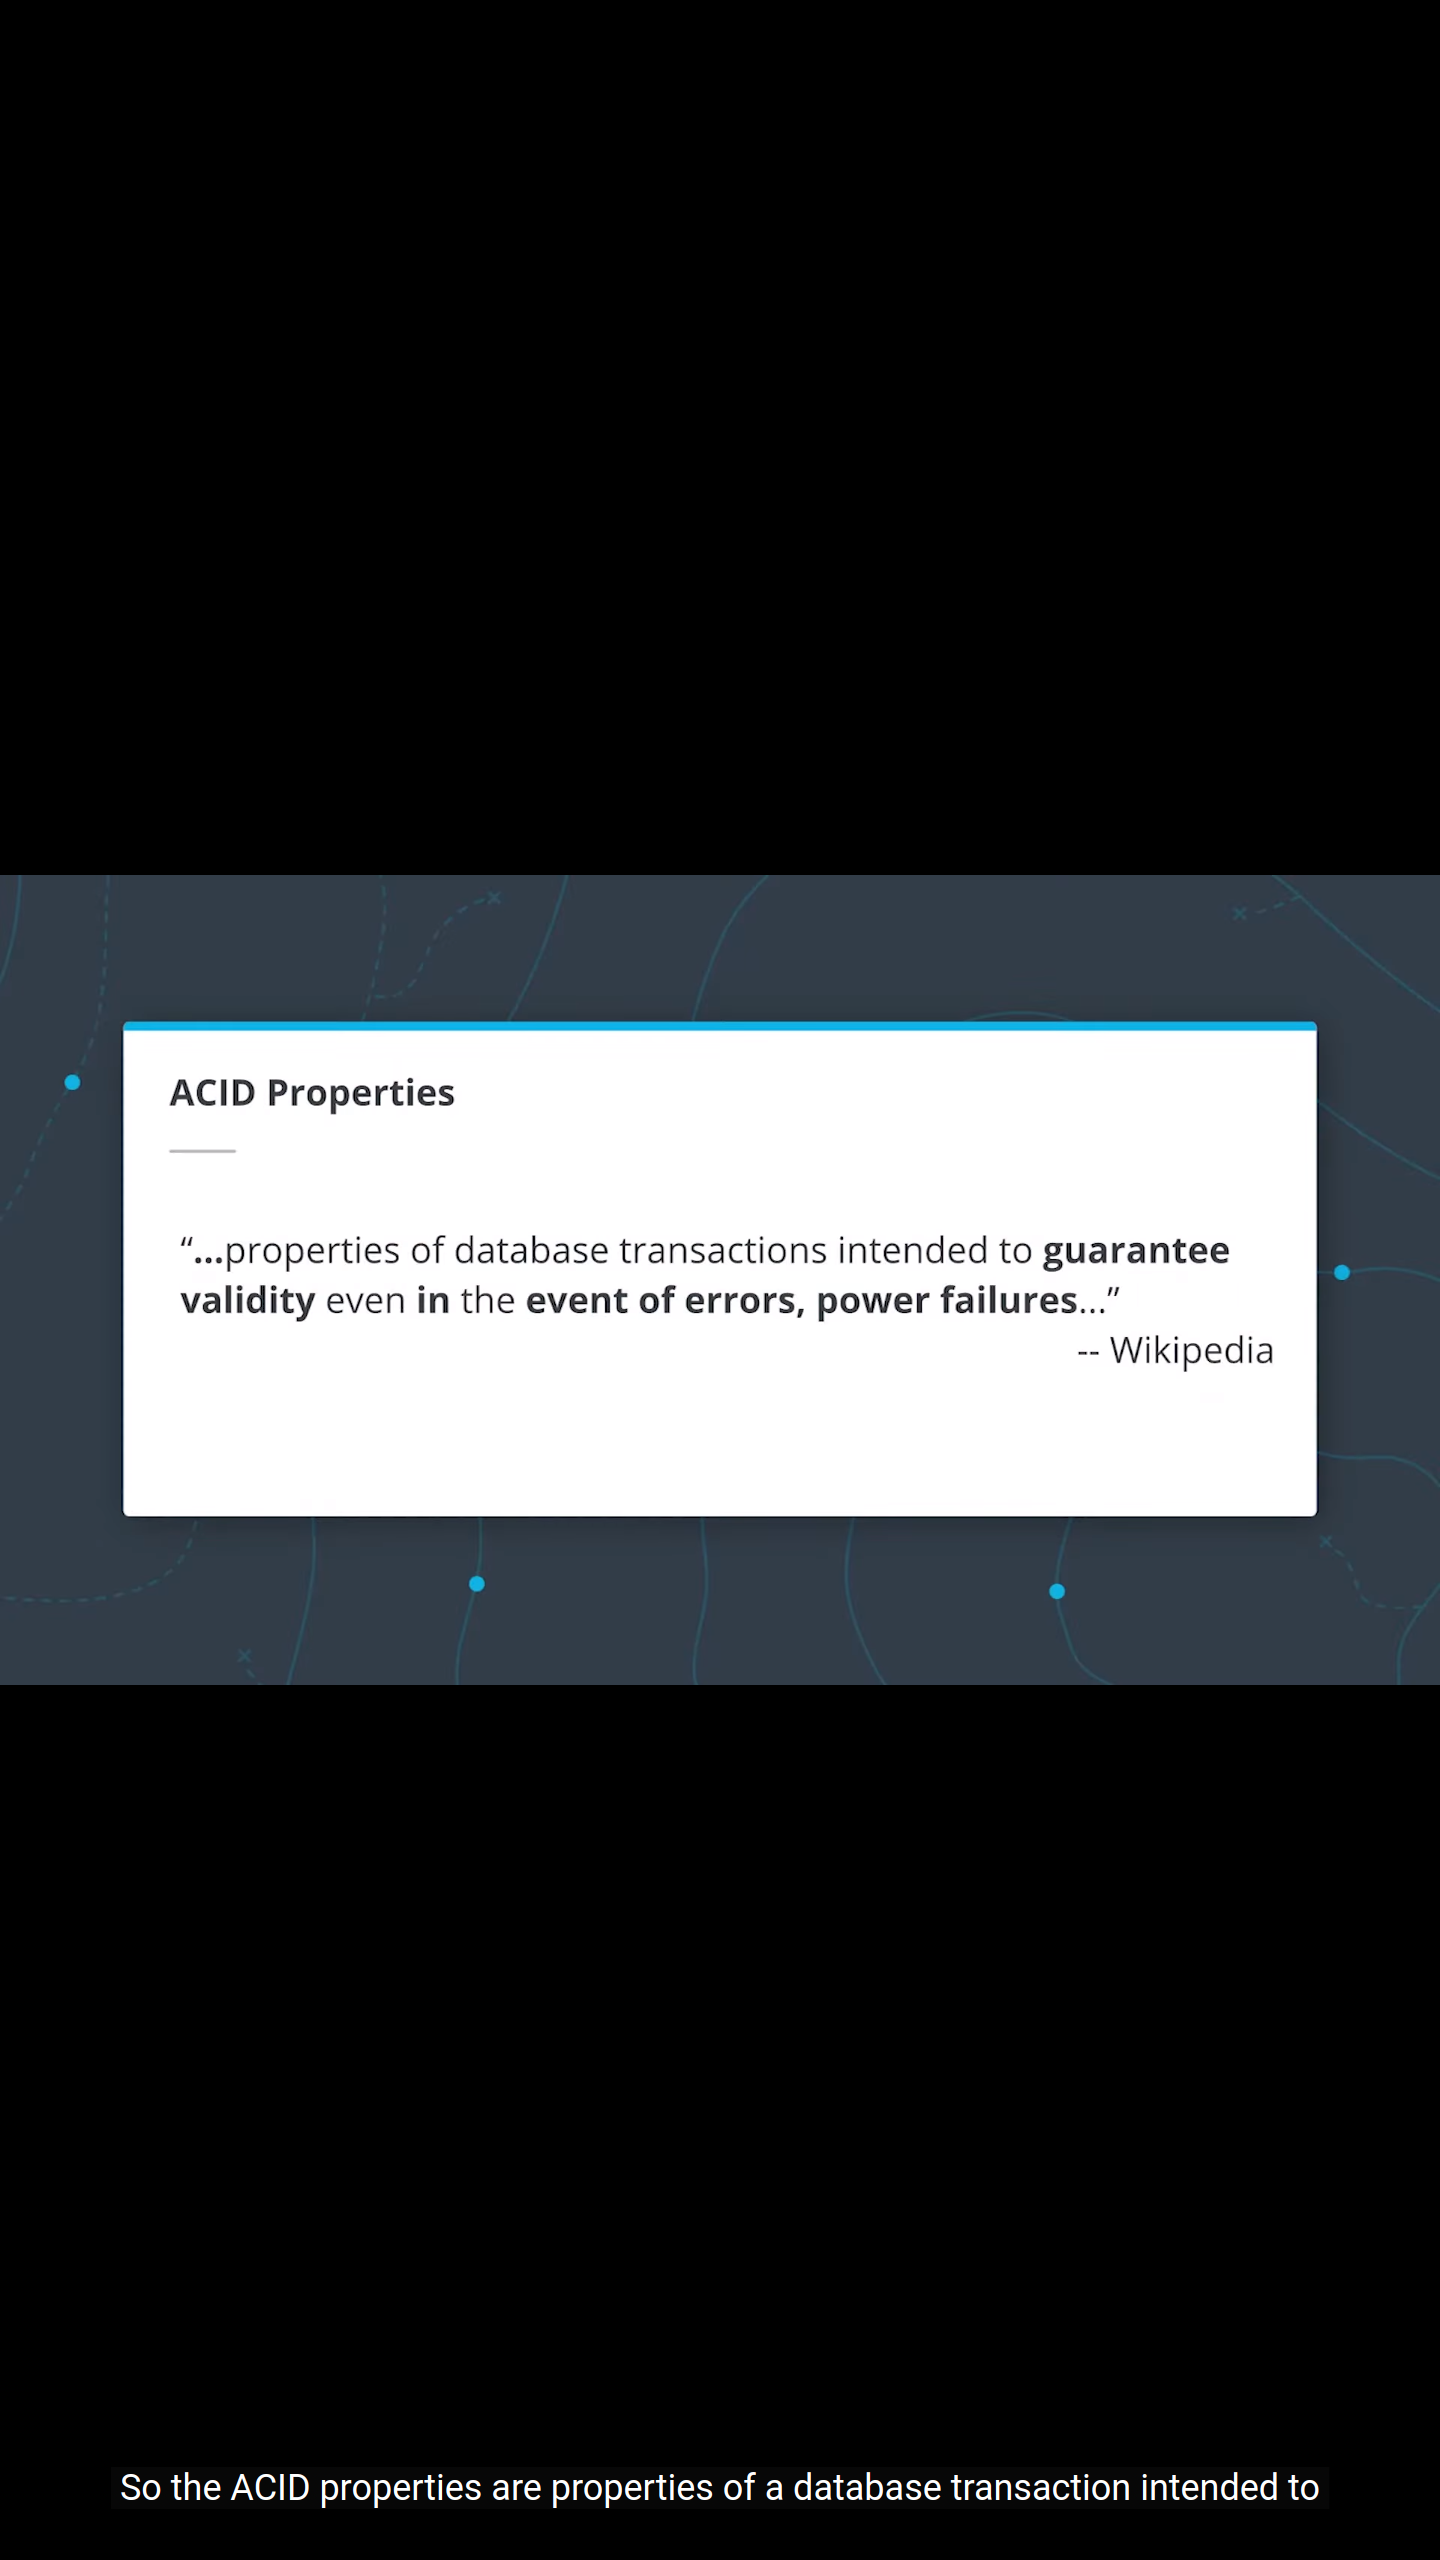 ACID Properties
“...properties of database transactions intended to guarantee
validity even in the event of errors, power failures...”
-- Wikipedia
So the ACID properties are properties of a database transaction intended to